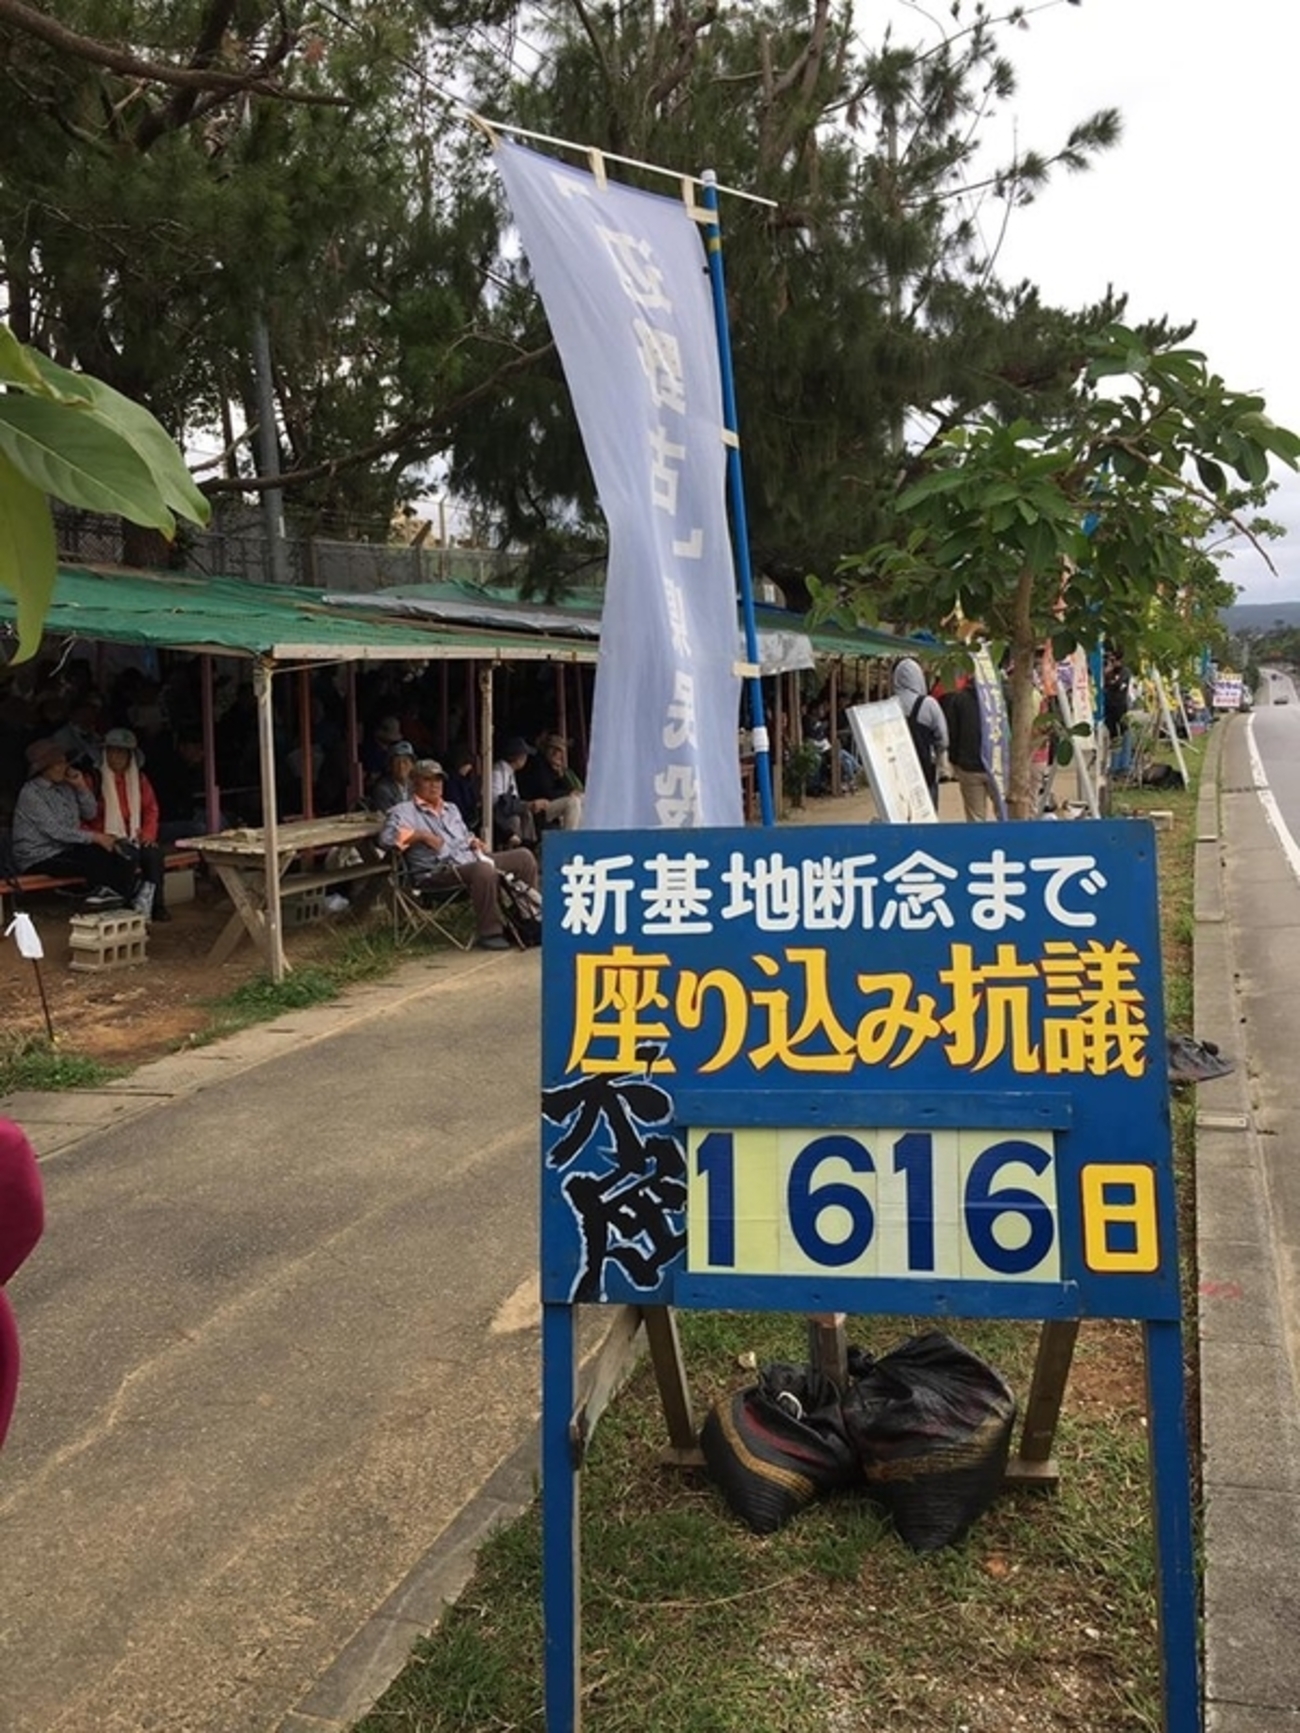 新基地断念まで
座り込み抗議
不屈
1616日